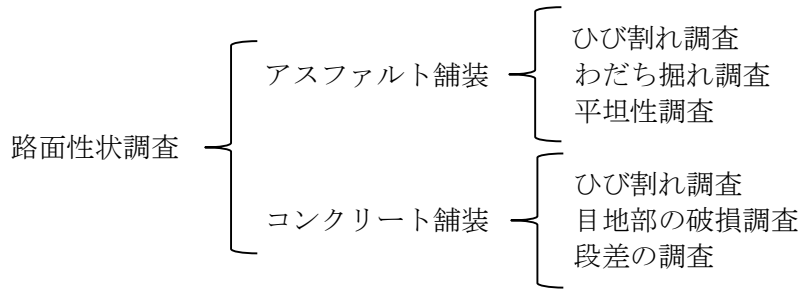 路面性状調査
アスファルト舗装
ひび割れ調査
わだち掘れ調査
平坦性調査
コンクリート舗装
ひび割れ調査
目地部の破損調査
段差の調査